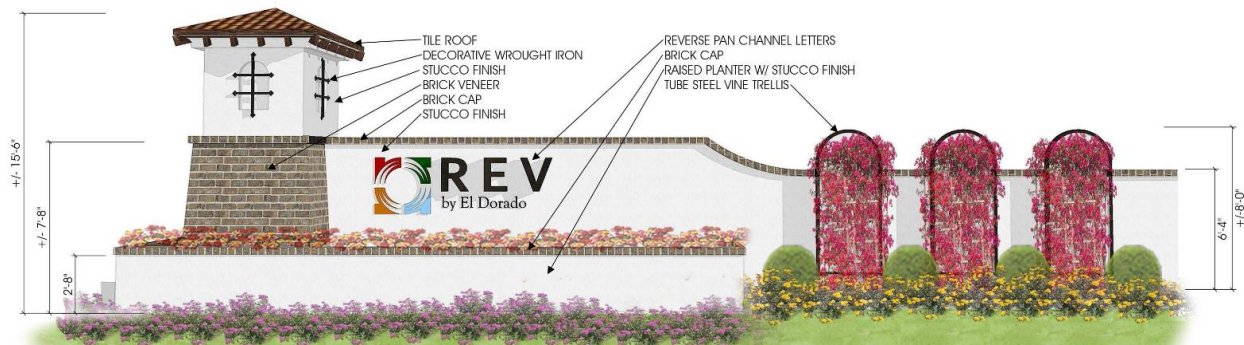 TILE ROOF
DECORATIVE WROUGHT IRON
STUCCO FINISH
BRICK VENEER
BRICK CAP
STUCCO FINISH
REVERSE PAN CHANNEL LETTERS
BRICK CAP
RAISED PLANTER W/ STUCCO FINISH
TUBE STEEL VINE TRELLIS
REV
by El Dorado
+/- 15'-6"
+/- 7'-8"
2'-8"
6'-4"
+/-8'-0"